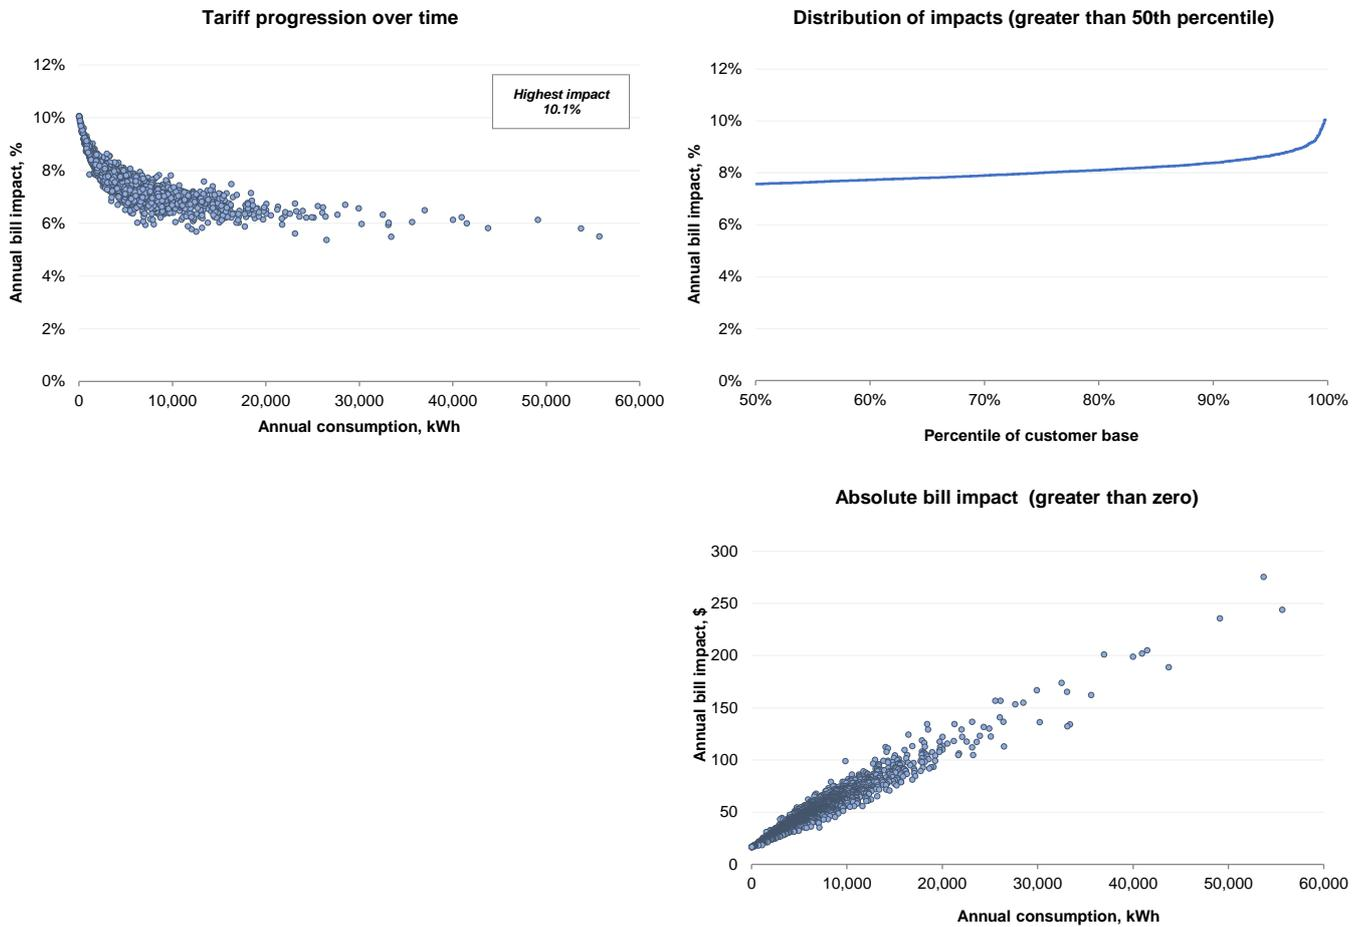 Tariff progression over time
12%
10%
8%
6%
4%
2%
0%
Annual bill impact, %
Highest impact
10.1%
0 10,000 20,000 30,000 40,000 50,000 60,000
Annual consumption, kWh
Distribution of impacts (greater than 50th percentile)
12%
10%
8%
6%
4%
2%
0%
Annual bill impact, %
50% 60% 70% 80% 90% 100%
Percentile of customer base
Absolute bill impact  (greater than zero)
300
250
200
150
100
50
0
Annual bill impact, $
0 10,000 20,000 30,000 40,000 50,000 60,000
Annual consumption, kWh